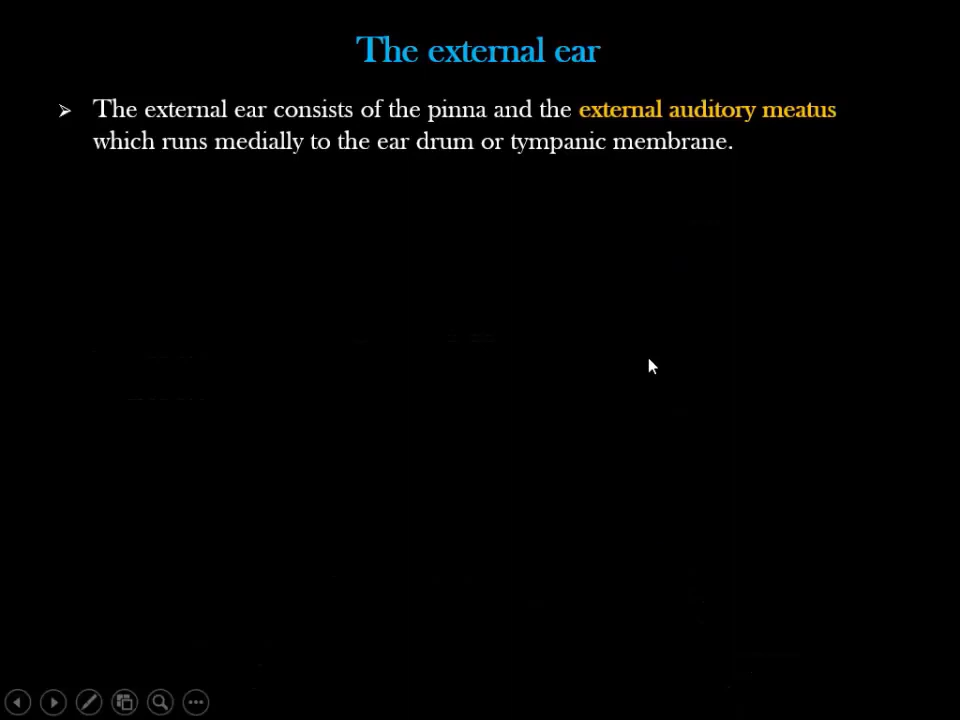 The external ear
➢ The external ear consists of the pinna and the external auditory meatus
which runs medially to the ear drum or tympanic membrane.